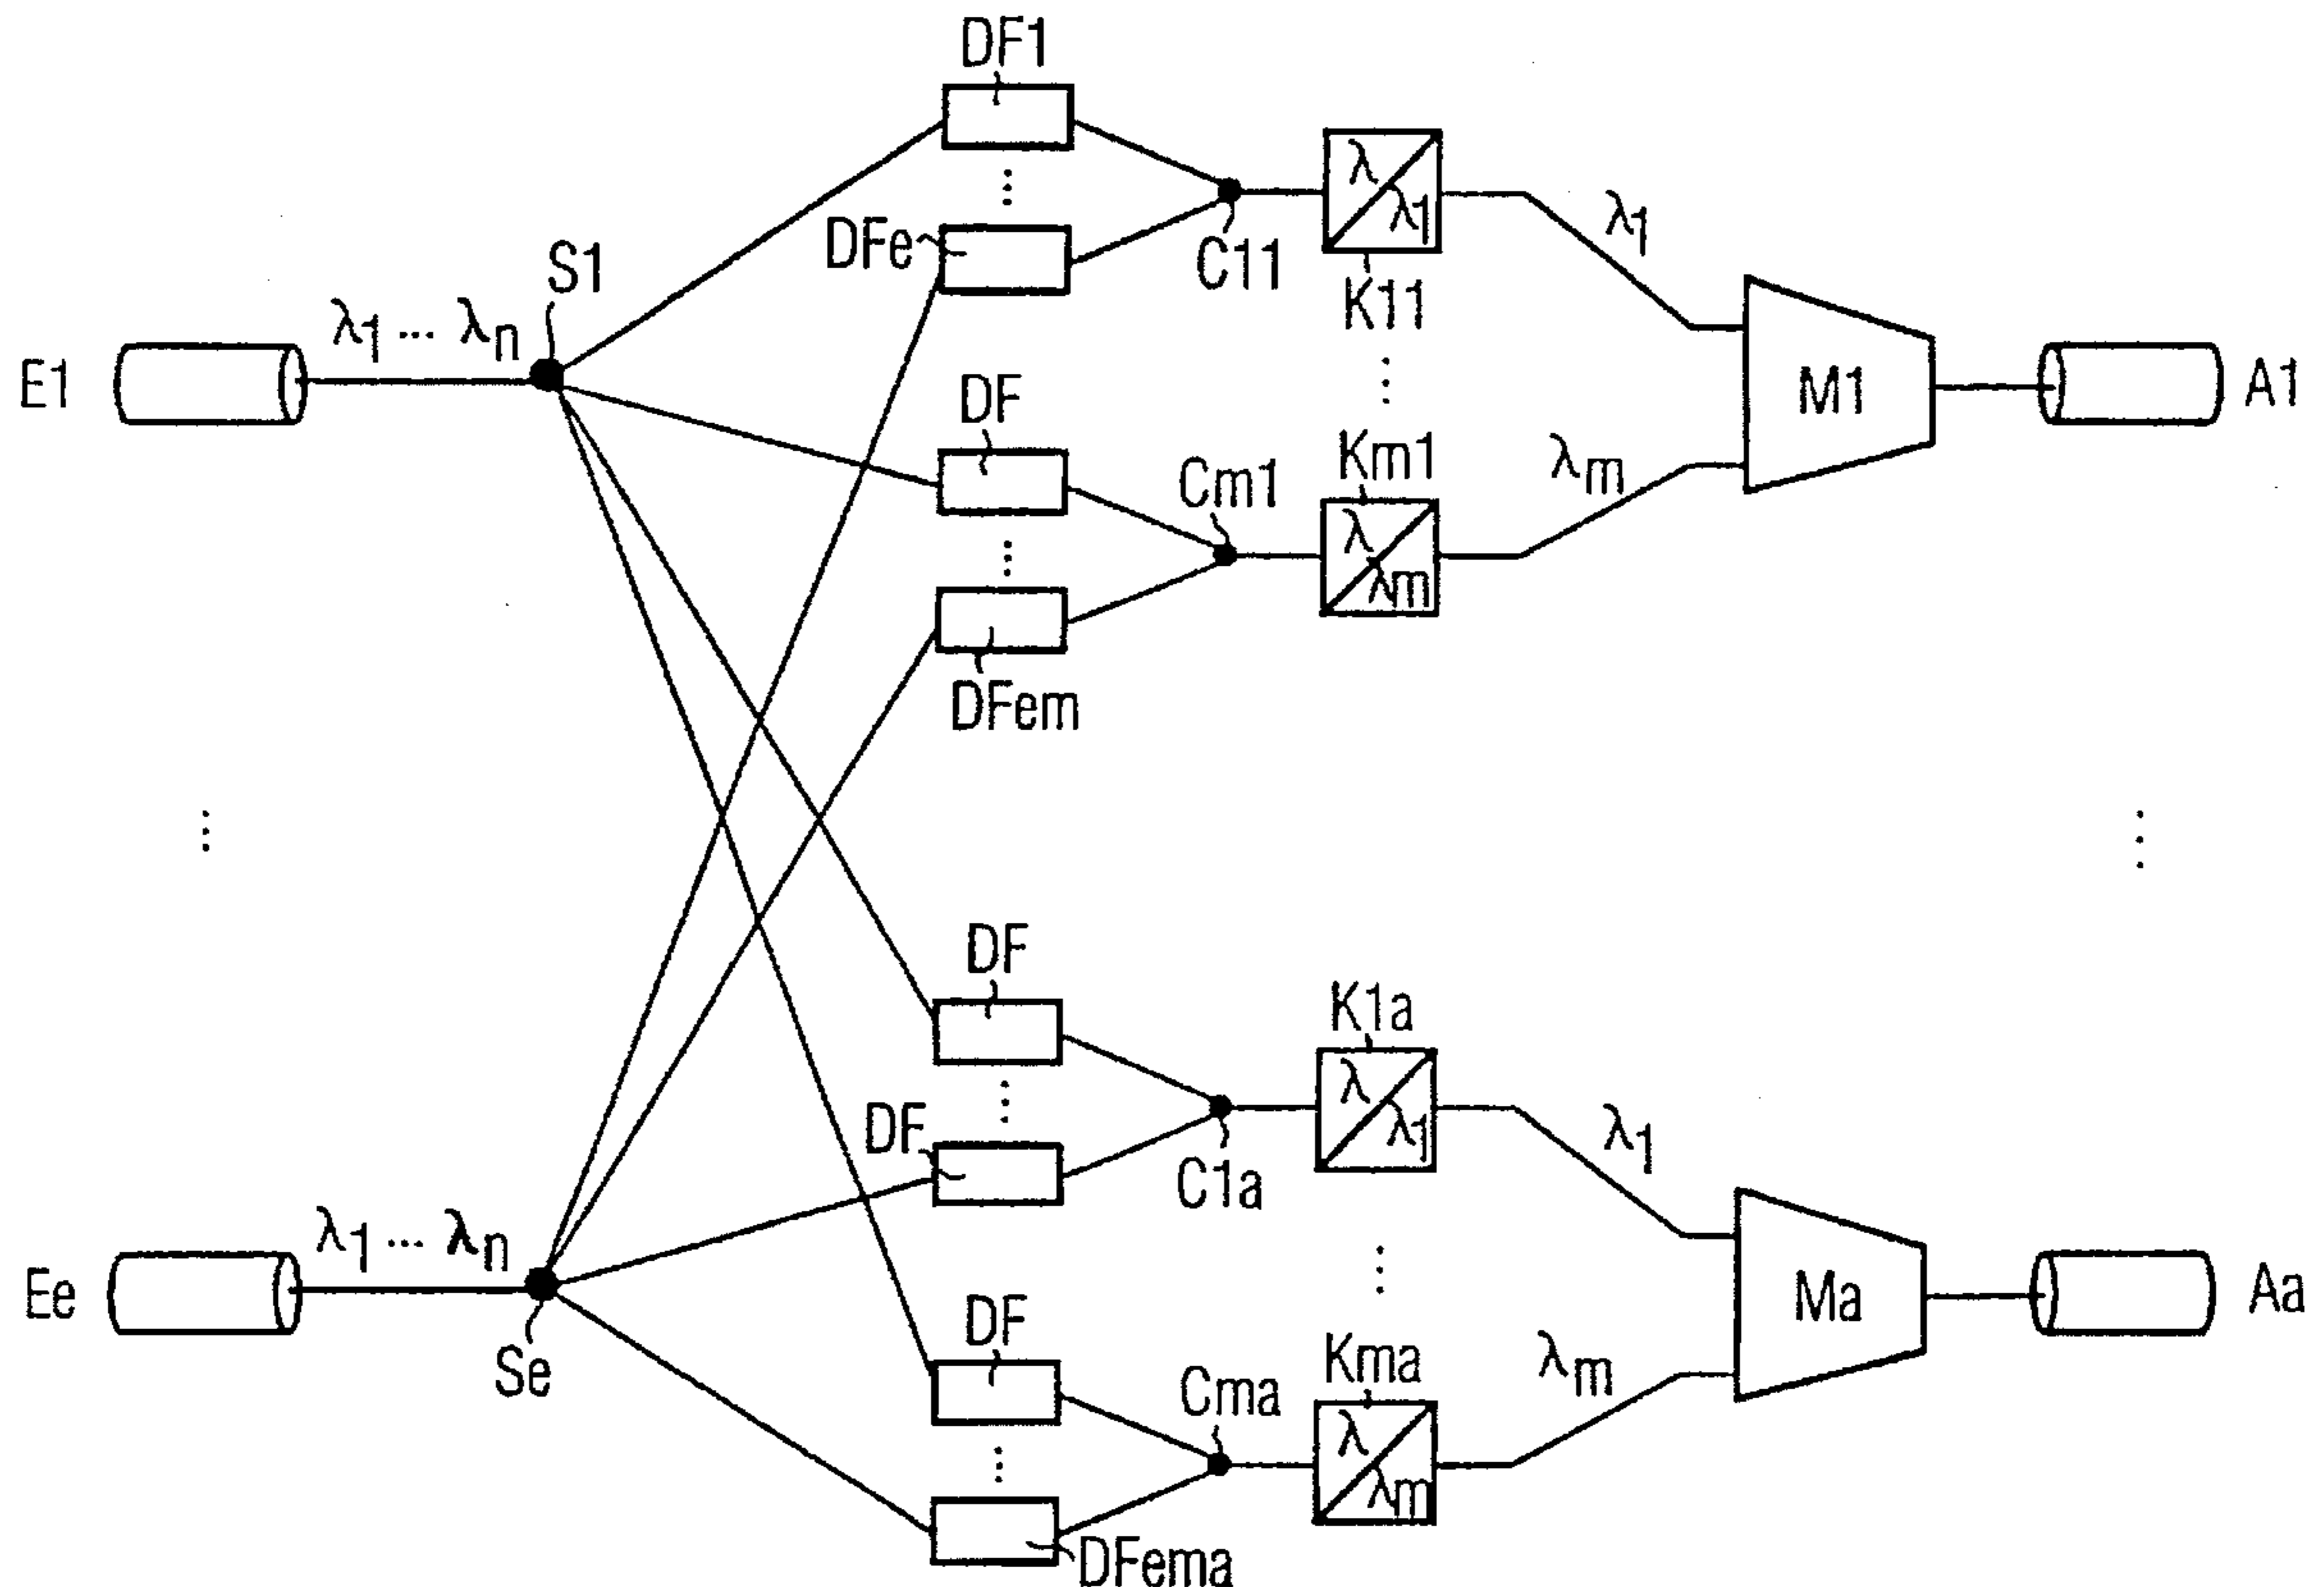 DF1
λ
λ1
λ1
DFe
C11
S1
K11
λ1 ... λn
E1
DF
M1
A1
Km1
λm
Cm1
λ
λm
DFem
DF
K1a
λ
λ1
DF
λ1
C1a
λ1 ... λn
Ee
Ma
Aa
DF
Se
Kma
λm
Cma
λ
λm
DFema